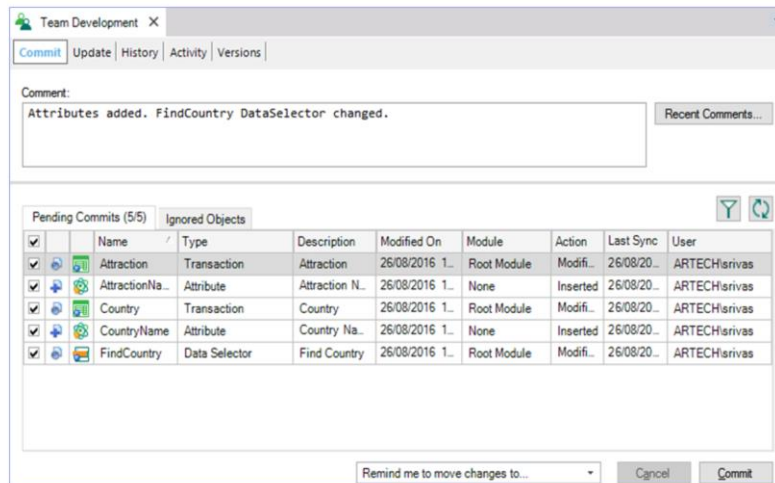 Team Development
Commit Update History Activity Versions
Comment:
Attributes added. FindCountry DataSelector changed.
Recent Comments...
Pending Commits (5/5) Ignored Objects
Name / Type Description Modified On Module Action Last Sync User
Attraction Transaction Attraction 26/08/2016 1... Root Module Modifi... 26/08/20... ARTECH\srivas
AttractionNa... Attribute Attraction N... 26/08/2016 1... None Inserted 26/08/20... ARTECH\srivas
Country Transaction Country 26/08/2016 1... Root Module Modifi... 26/08/20... ARTECH\srivas
CountryName Attribute Country Na... 26/08/2016 1... None Inserted 26/08/20... ARTECH\srivas
FindCountry Data Selector Find Country 26/08/2016 1... Root Module Modifi... 26/08/20... ARTECH\srivas
Remind me to move changes to... Cancel Commit